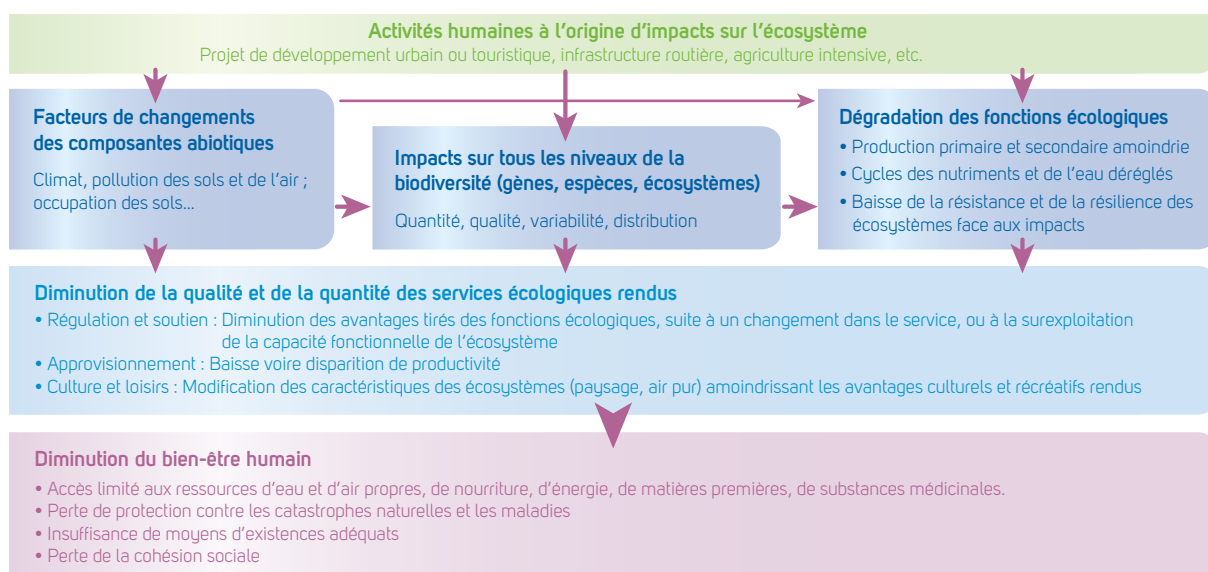 Activités humaines à l'origine d'impacts sur l'écosystème
Projet de développement urbain ou touristique, infrastructure routière, agriculture intensive, etc.
Facteurs de changements
des composantes abiotiques
Climat, pollution des sols et de l'air ;
occupation des sols...
Impacts sur tous les niveaux de la
biodiversité (gènes, espèces, écosystèmes)
Quantité, qualité, variabilité, distribution
Dégradation des fonctions écologiques
• Production primaire et secondaire amoindrie
• Cycles des nutriments et de l'eau déréglés
• Baisse de la résistance et de la résilience des
écosystèmes face aux impacts
Diminution de la qualité et de la quantité des services écologiques rendus
• Régulation et soutien : Diminution des avantages tirés des fonctions écologiques, suite à un changement dans le service, ou à la surexploitation
de la capacité fonctionnelle de l'écosystème
• Approvisionnement : Baisse voire disparition de productivité
• Culture et loisirs : Modification des caractéristiques des écosystèmes (paysage, air pur) amoindrissant les avantages culturels et récréatifs rendus
Diminution du bien-être humain
• Accès limité aux ressources d'eau et d'air propres, de nourriture, d'énergie, de matières premières, de substances médicinales.
• Perte de protection contre les catastrophes naturelles et les maladies
• Insuffisance de moyens d'existences adéquats
• Perte de la cohésion sociale